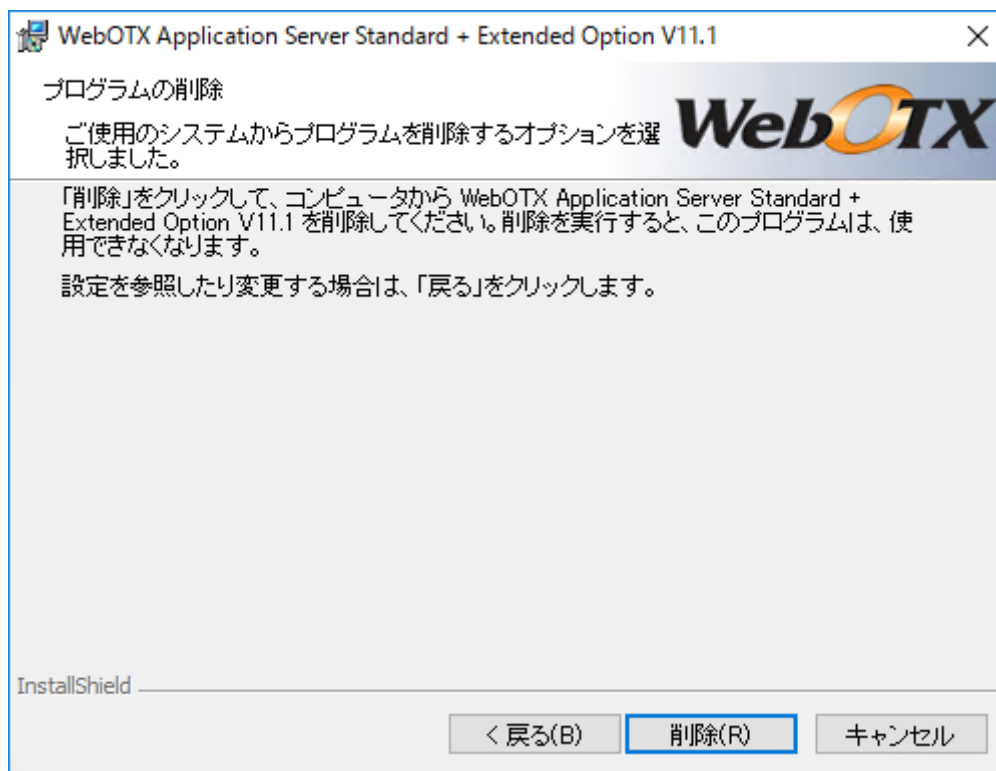 WebOTX Application Server Standard + Extended Option V11.1
プログラムの削除
WebOTX
ご使用のシステムからプログラムを削除するオプションを選
択しました。
「削除」をクリックして、コンピュータから WebOTX Application Server Standard +
Extended Option V11.1 を削除してください。削除を実行すると、このプログラムは、使
用できなくなります。
設定を参照したり変更する場合は、「戻る」をクリックします。
InstallShield
< 戻る(B)
削除(R)
キャンセル